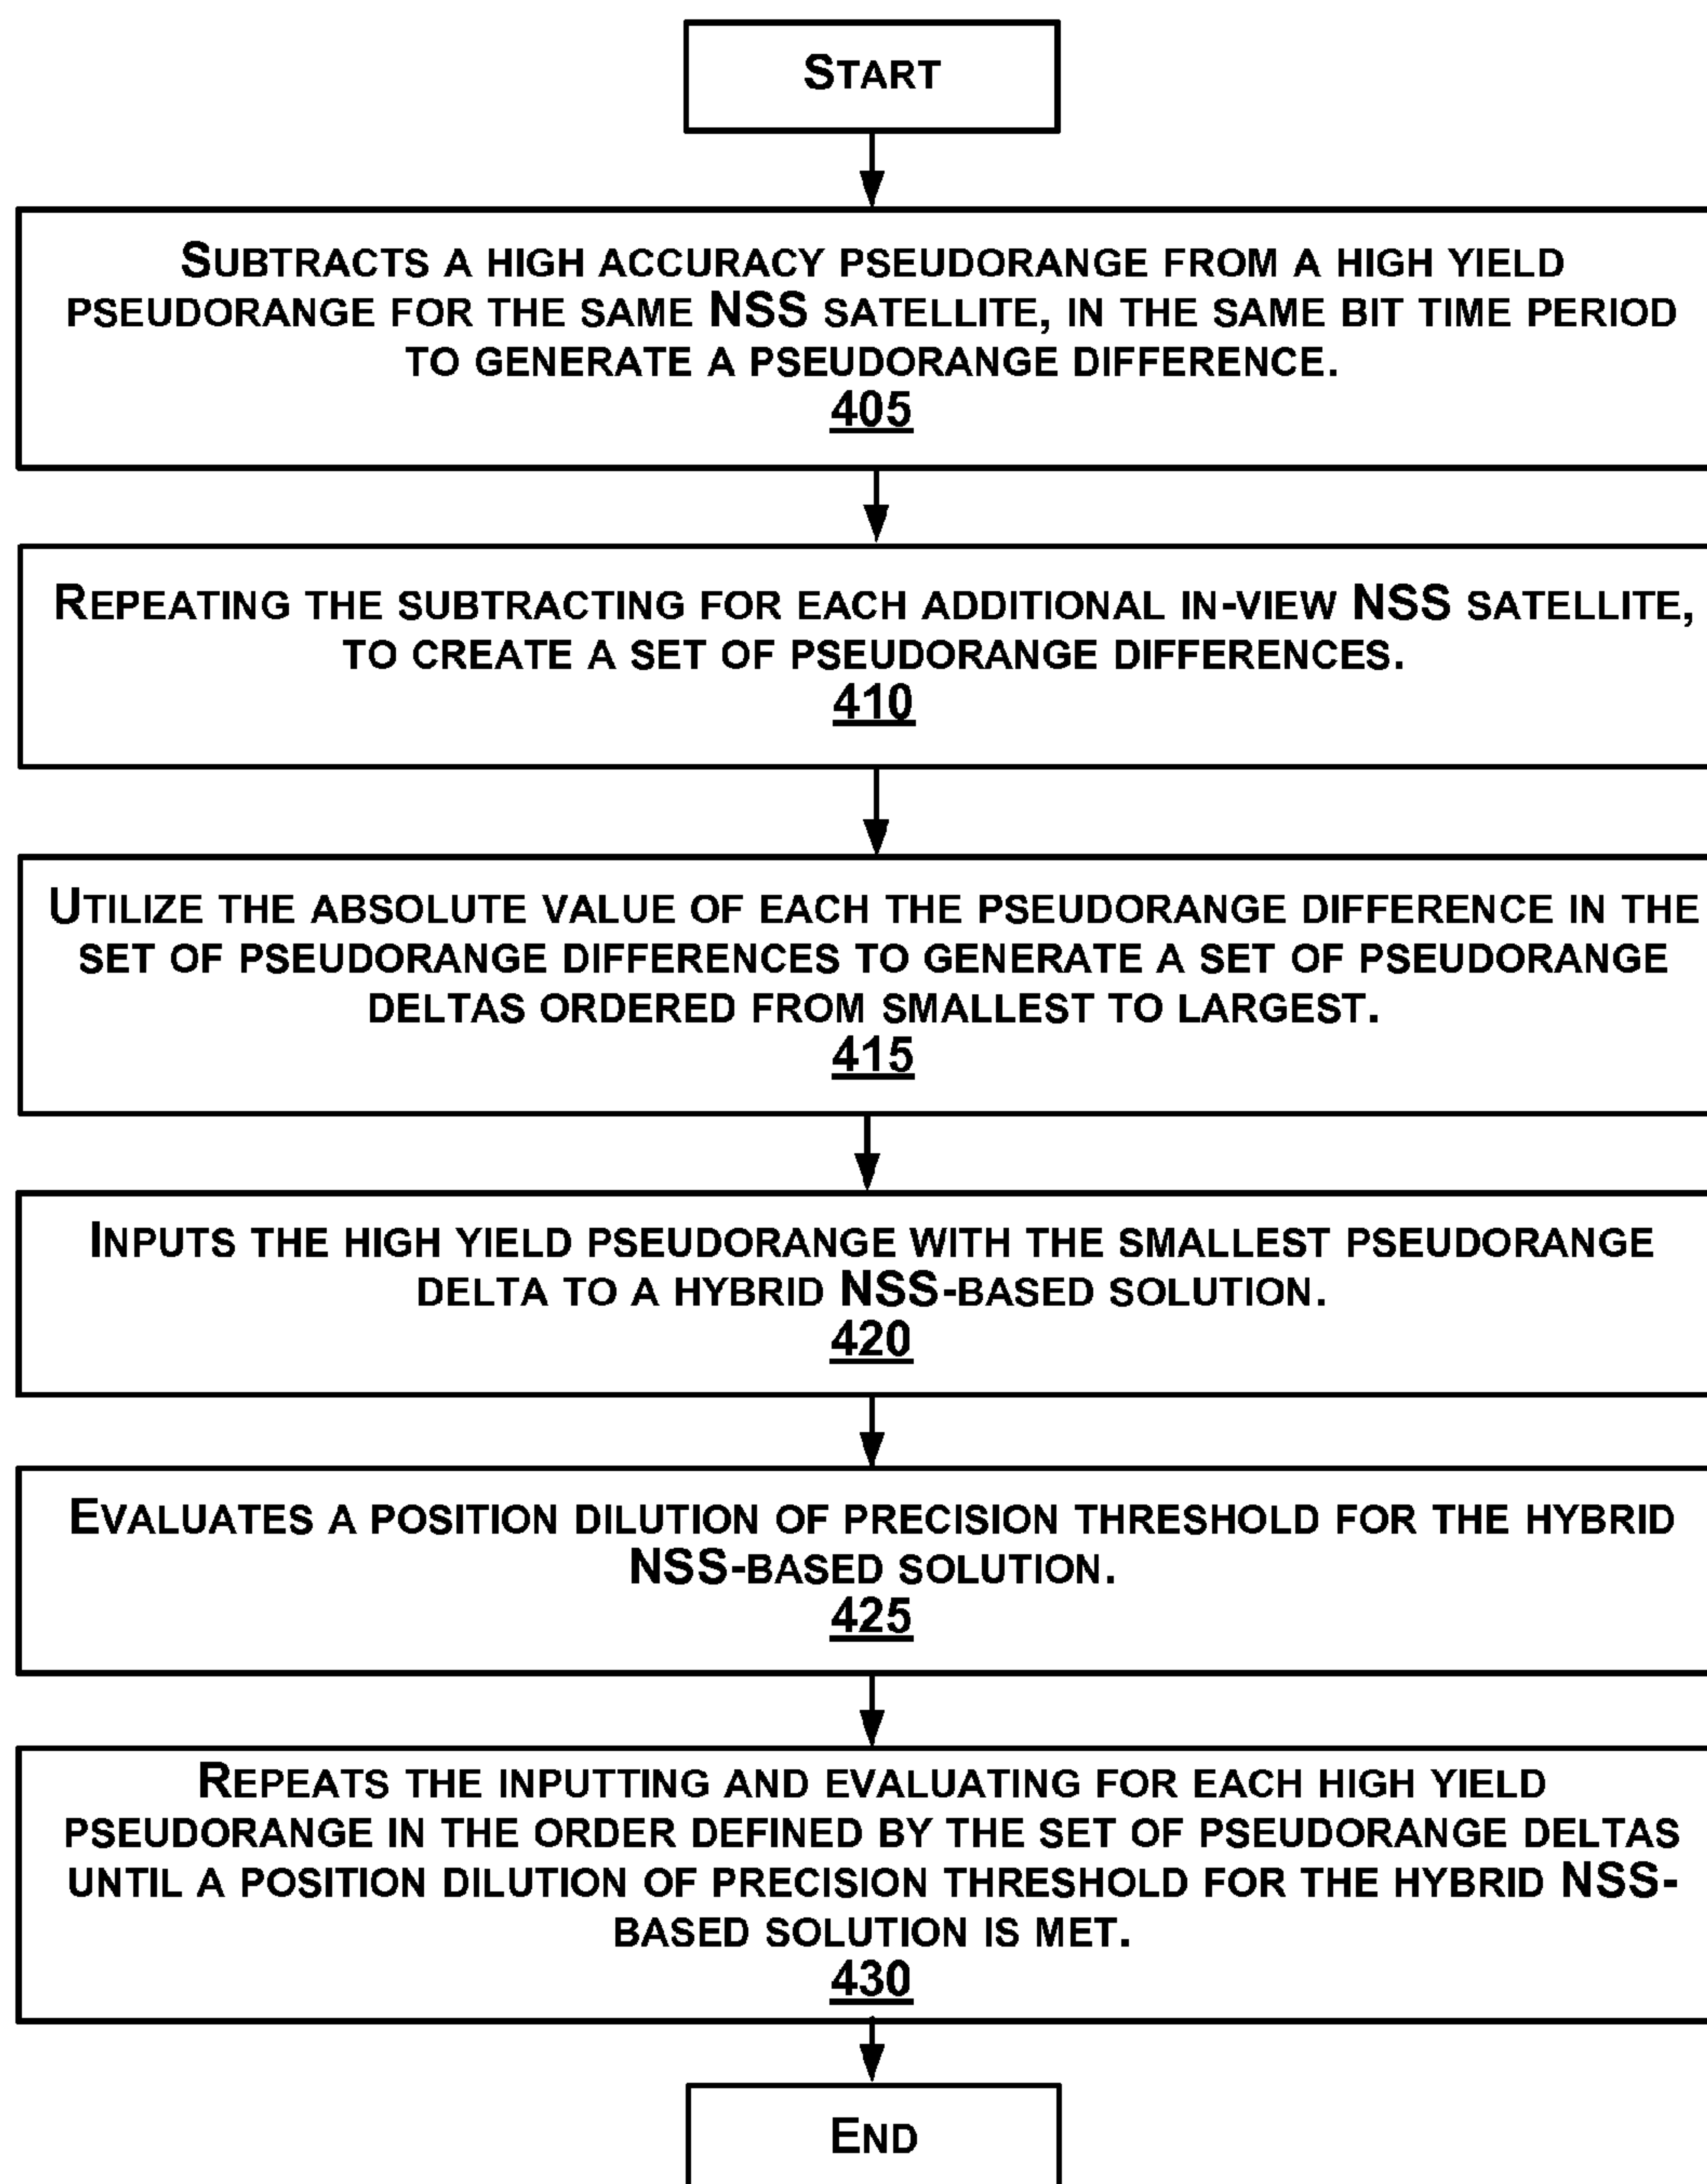 START
SUBTRACTS A HIGH ACCURACY PSEUDORANGE FROM A HIGH YIELD
PSEUDORANGE FOR THE SAME NSS SATELLITE, IN THE SAME BIT TIME PERIOD
TO GENERATE A PSEUDORANGE DIFFERENCE.
405
REPEATING THE SUBTRACTING FOR EACH ADDITIONAL IN-VIEW NSS SATELLITE,
TO CREATE A SET OF PSEUDORANGE DIFFERENCES.
410
UTILIZE THE ABSOLUTE VALUE OF EACH THE PSEUDORANGE DIFFERENCE IN THE
SET OF PSEUDORANGE DIFFERENCES TO GENERATE A SET OF PSEUDORANGE
DELTAS ORDERED FROM SMALLEST TO LARGEST.
415
INPUTS THE HIGH YIELD PSEUDORANGE WITH THE SMALLEST PSEUDORANGE
DELTA TO A HYBRID NSS-BASED SOLUTION.
420
EVALUATES A POSITION DILUTION OF PRECISION THRESHOLD FOR THE HYBRID
NSS-BASED SOLUTION.
425
REPEATS THE INPUTTING AND EVALUATING FOR EACH HIGH YIELD
PSEUDORANGE IN THE ORDER DEFINED BY THE SET OF PSEUDORANGE DELTAS
UNTIL A POSITION DILUTION OF PRECISION THRESHOLD FOR THE HYBRID NSS-
BASED SOLUTION IS MET.
430
END